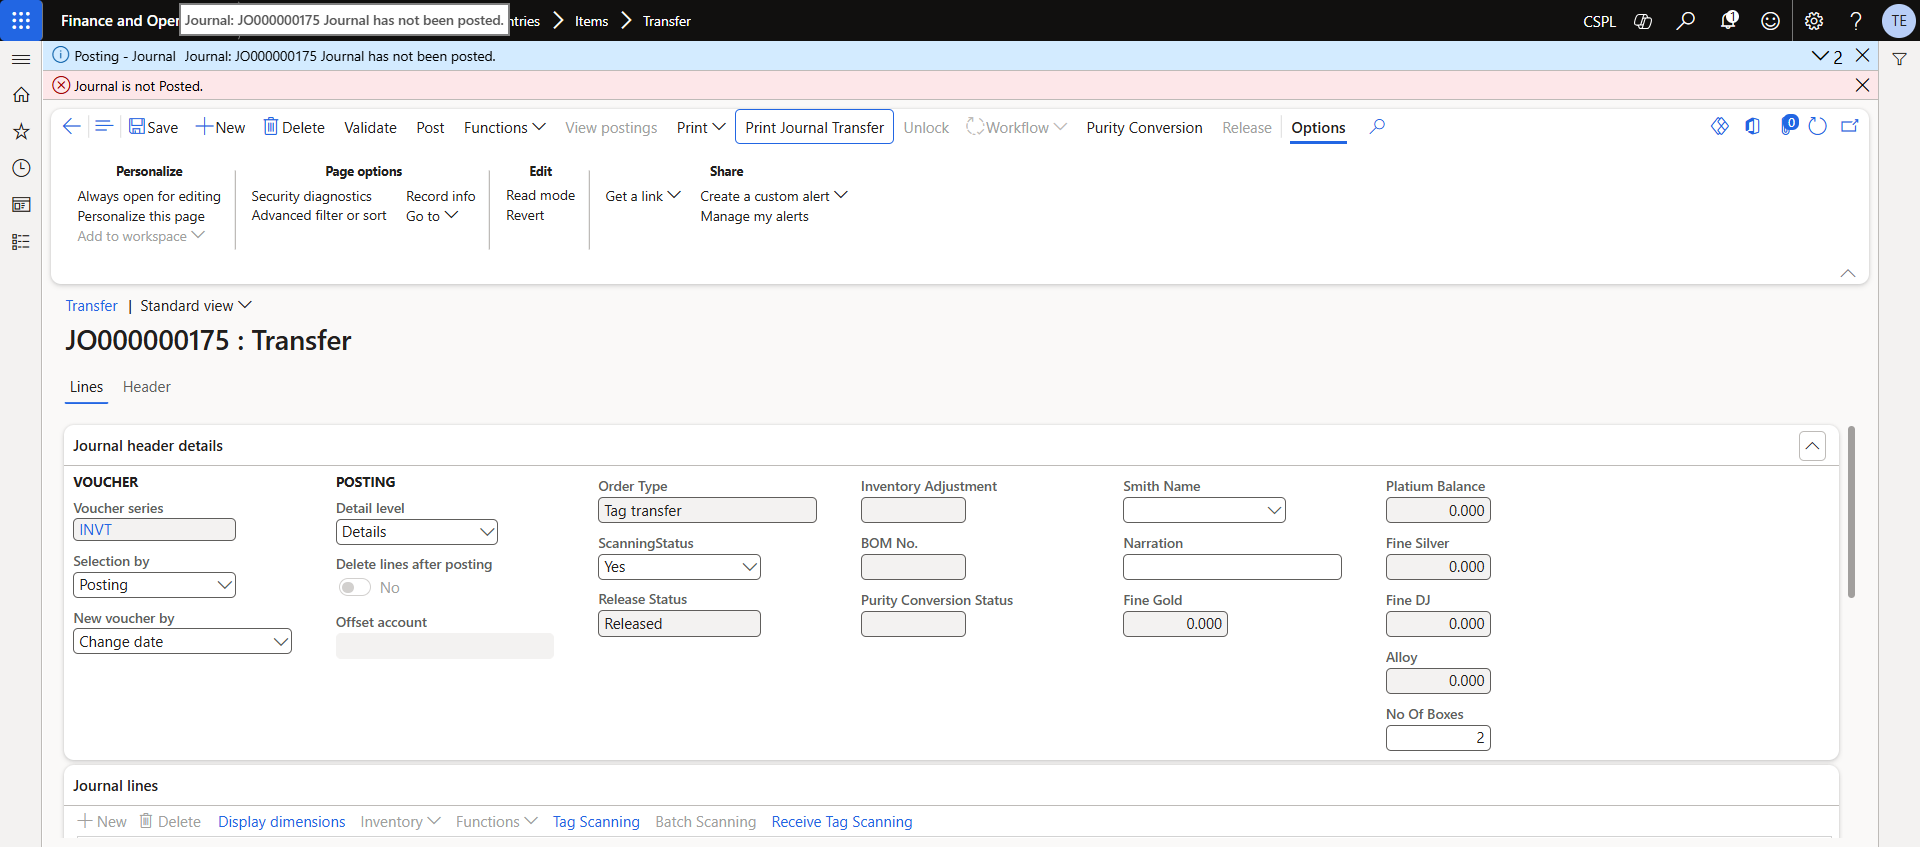 Finance and Oper
Journal: JO000000175 Journal has not been posted.
ntries
Items
Transfer
CSPL
1
TE
Posting - Journal Journal: JO000000175 Journal has not been posted.
2
Journal is not Posted.
Save
New
Delete
Validate
Post
Functions
View postings
Print
Print Journal Transfer
Unlock
Workflow
Purity Conversion
Release
Options
0
Personalize
Always open for editing
Personalize this page
Add to workspace
Page options
Security diagnostics
Advanced filter or sort
Record info
Go to
Edit
Read mode
Revert
Share
Get a link
Create a custom alert
Manage my alerts
Transfer | Standard view
JO000000175 : Transfer
Lines
Header
Journal header details
VOUCHER
Voucher series
INVT
Selection by
Posting
New voucher by
Change date
POSTING
Detail level
Details
Delete lines after posting
No
Offset account
Order Type
Tag transfer
ScanningStatus
Yes
Release Status
Released
Inventory Adjustment
BOM No.
Purity Conversion Status
Smith Name
Narration
Fine Gold
0.000
Platium Balance
0.000
Fine Silver
0.000
Fine DJ
0.000
Alloy
0.000
No Of Boxes
2
Journal lines
New
Delete
Display dimensions
Inventory
Functions
Tag Scanning
Batch Scanning
Receive Tag Scanning